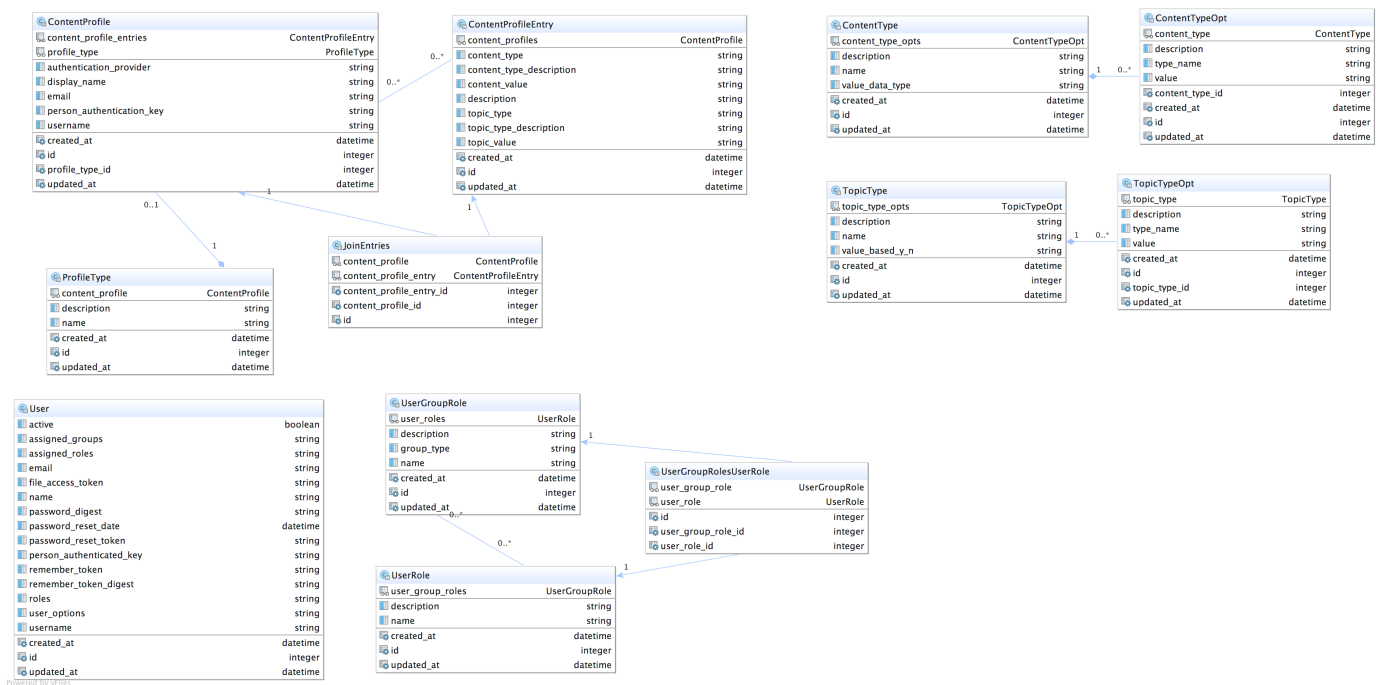 ContentProfile
content_profile_entries ContentProfileEntry
profile_type ProfileType
authentication_provider string
display_name string
email string
person_authentication_key string
username string
created_at datetime
id integer
profile_type_id integer
updated_at datetime
0..*
0..*
ContentProfileEntry
content_profiles ContentProfile
content_type string
content_type_description string
content_value string
description string
topic_type string
topic_type_description string
topic_value string
created_at datetime
id integer
updated_at datetime
ContentType
content_type_opts ContentTypeOpt
description string
name string
value_data_type string
created_at datetime
id integer
updated_at datetime
1
0..*
ContentTypeOpt
content_type ContentType
description string
type_name string
value string
content_type_id integer
created_at datetime
id integer
updated_at datetime
0..1
1
1
1
JoinEntries
content_profile ContentProfile
content_profile_entry ContentProfileEntry
content_profile_entry_id integer
content_profile_id integer
id integer
ProfileType
content_profile ContentProfile
description string
name string
created_at datetime
id integer
updated_at datetime
TopicType
topic_type_opts TopicTypeOpt
description string
name string
value_based_y_n string
created_at datetime
id integer
updated_at datetime
1
0..*
TopicTypeOpt
topic_type TopicType
description string
type_name string
value string
created_at datetime
id integer
topic_type_id integer
updated_at datetime
User
active boolean
assigned_groups string
assigned_roles string
email string
file_access_token string
name string
password_digest string
password_reset_date datetime
password_reset_token string
person_authenticated_key string
remember_token string
remember_token_digest string
roles string
user_options string
username string
created_at datetime
id integer
updated_at datetime
UserGroupRole
user_roles UserRole
description string
group_type string
name string
created_at datetime
id integer
updated_at datetime
0..*
0..*
1
UserGroupRolesUserRole
user_group_role UserGroupRole
user_role UserRole
id integer
user_group_role_id integer
user_role_id integer
1
UserRole
user_group_roles UserGroupRole
description string
name string
created_at datetime
id integer
updated_at datetime
Powered by yFiles